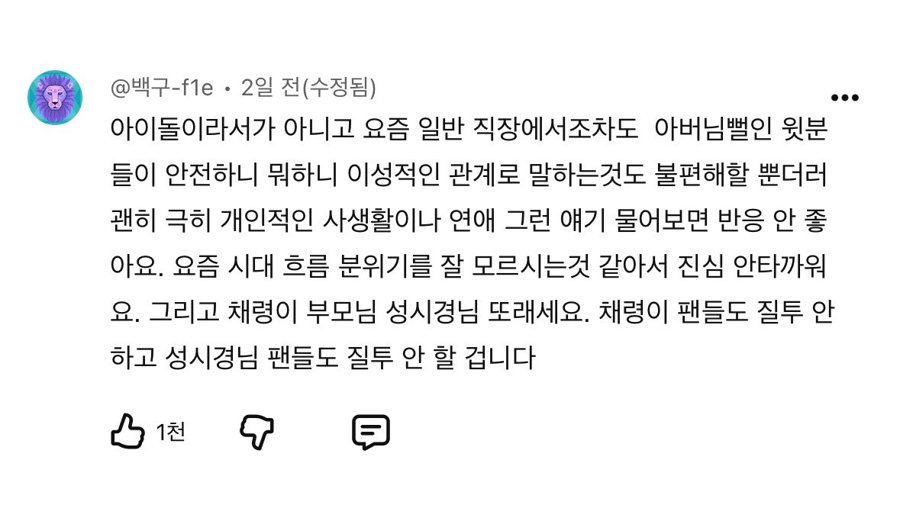 @백구-f1e • 2일 전(수정됨)
아이돌이라서가 아니고 요즘 일반 직장에서조차도  아버님뻘인 윗분
들이 안전하니 뭐하니 이성적인 관계로 말하는것도 불편해할 뿐더러
괜히 극히 개인적인 사생활이나 연애 그런 얘기 물어보면 반응 안 좋
아요. 요즘 시대 흐름 분위기를 잘 모르시는것 같아서 진심 안타까워
요. 그리고 채령이 부모님 성시경님 또래세요. 채령이 팬들도 질투 안
하고 성시경님 팬들도 질투 안 할 겁니다
1천